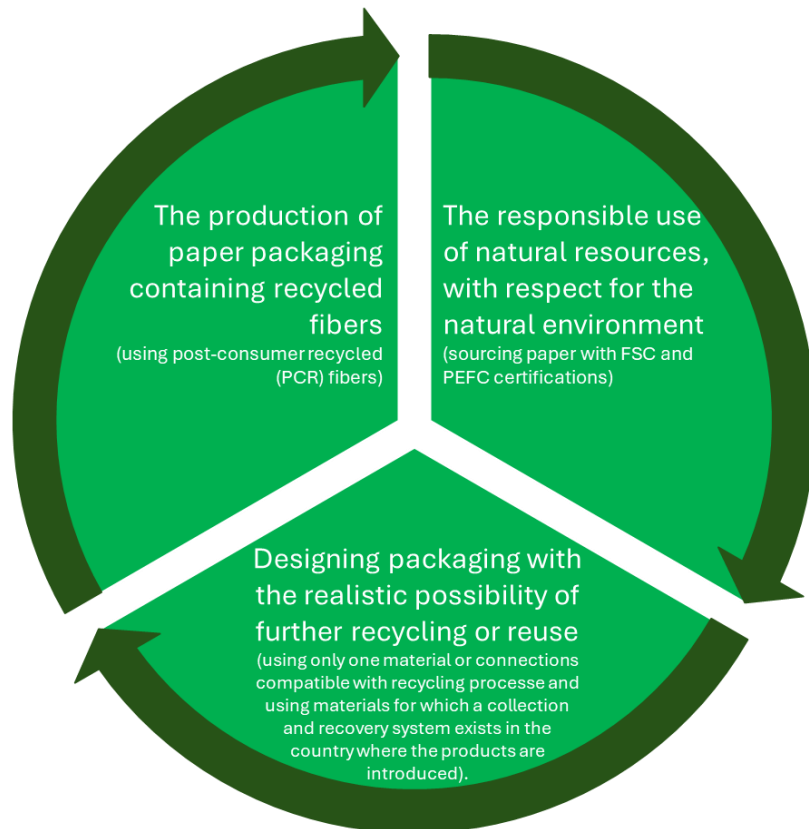 The production of
paper packaging
containing recycled
fibers
(using post-consumer recycled
(PCR) fibers)
The responsible use
of natural resources,
with respect for the
natural environment
(sourcing paper with FSC and
PEFC certifications)
Designing packaging with
the realistic possibility of
further recycling or reuse
(using only one material or connections
compatible with recycling processe and
using materials for which a collection
and recovery system exists in the
country where the products are
introduced).